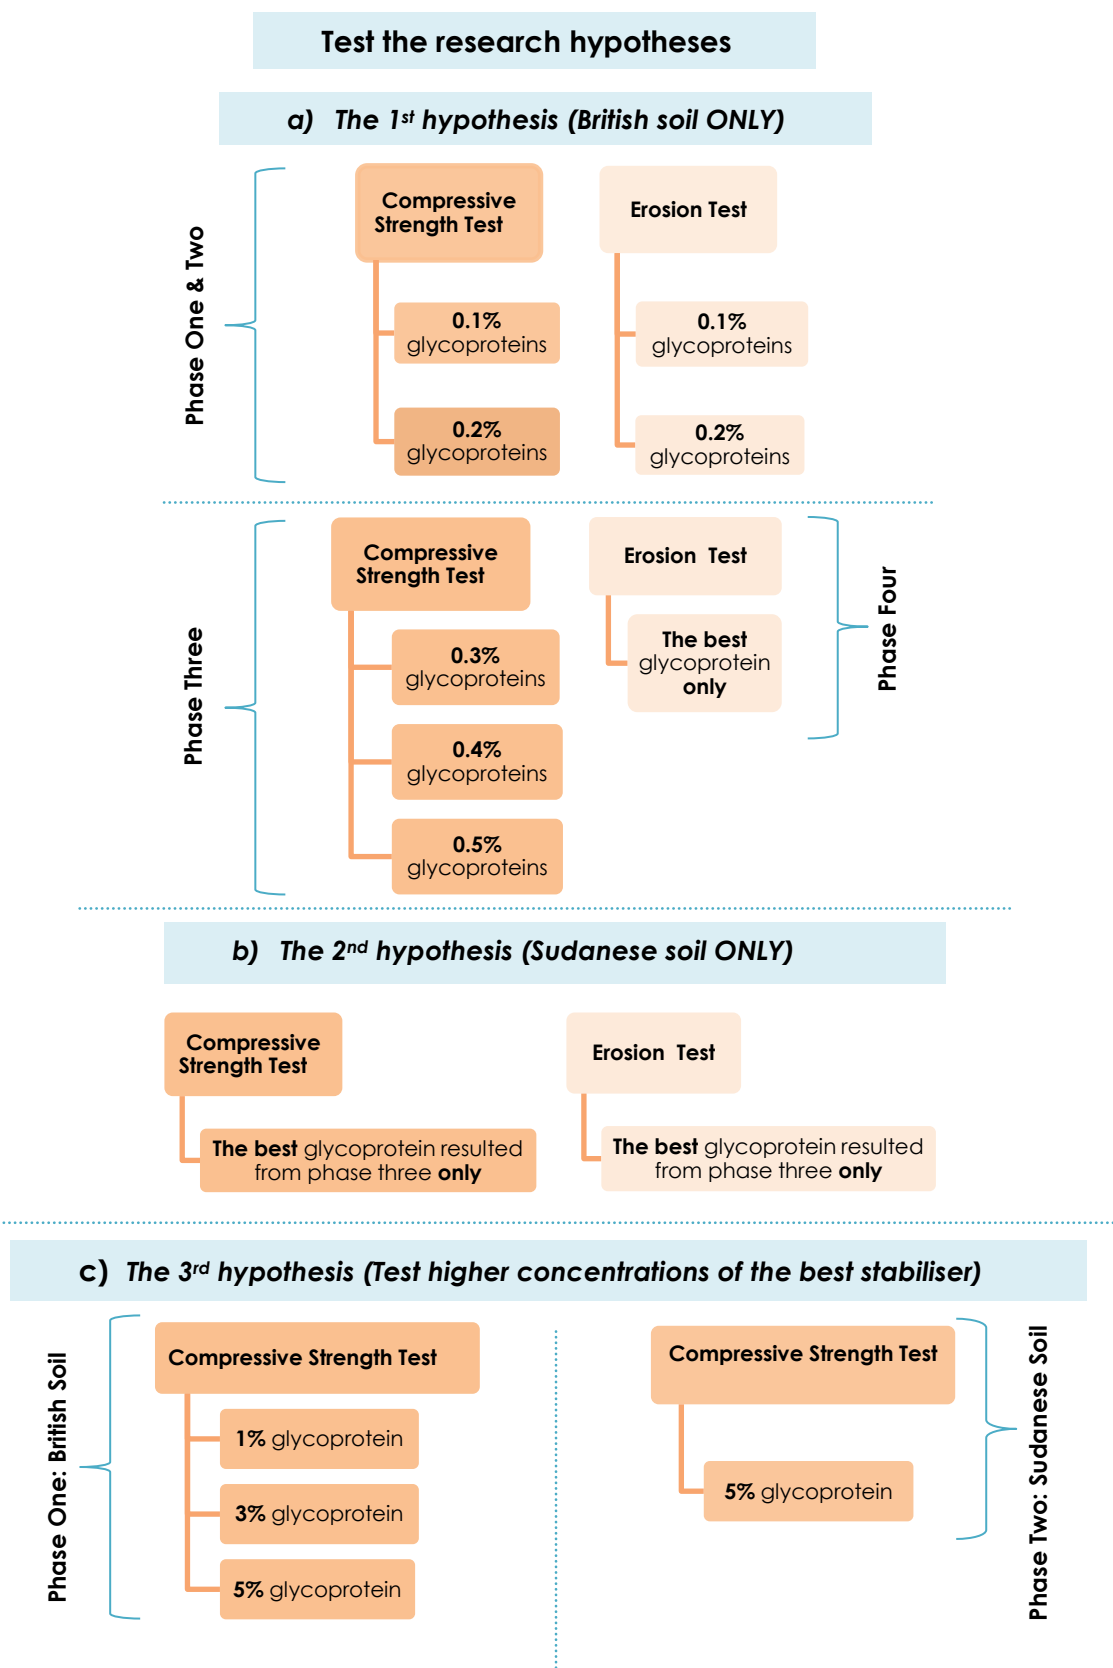 Test the research hypotheses
a) The 1st hypothesis (British soil ONLY)
Phase One & Two
Compressive
Strength Test
0.1%
glycoproteins
0.2%
glycoproteins
Erosion Test
0.1%
glycoproteins
0.2%
glycoproteins
Phase Three
Compressive
Strength Test
0.3%
glycoproteins
0.4%
glycoproteins
0.5%
glycoproteins
Erosion Test
The best
glycoprotein
only
Phase Four
b) The 2nd hypothesis (Sudanese soil ONLY)
Compressive
Strength Test
The best glycoprotein resulted
from phase three only
Erosion Test
The best glycoprotein resulted
from phase three only
c) The 3rd hypothesis (Test higher concentrations of the best stabiliser)
Phase One: British Soil
Compressive Strength Test
1% glycoprotein
3% glycoprotein
5% glycoprotein
Compressive Strength Test
5% glycoprotein
Phase Two: Sudanese Soil